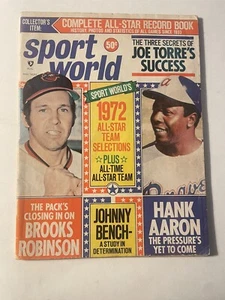 COLLECTOR'S
ITEM:
COMPLETE ALL-STAR RECORD BOOK
HISTORY, PHOTOS AND STATISTICS OF ALL GAMES SINCE 1933
sport
world
50¢
THE THREE SECRETS OF
JOE TORRE'S
SUCCESS
SPORT WORLD'S
1972
ALL-STAR
TEAM
SELECTIONS
★ PLUS ★
ALL-TIME
ALL-STAR TEAM
Braves
THE PACK'S
CLOSING IN ON
BROOKS
ROBINSON
JOHNNY
BENCH-
A STUDY IN
DETERMINATION
HANK
AARON
THE PRESSURE'S
YET TO COME